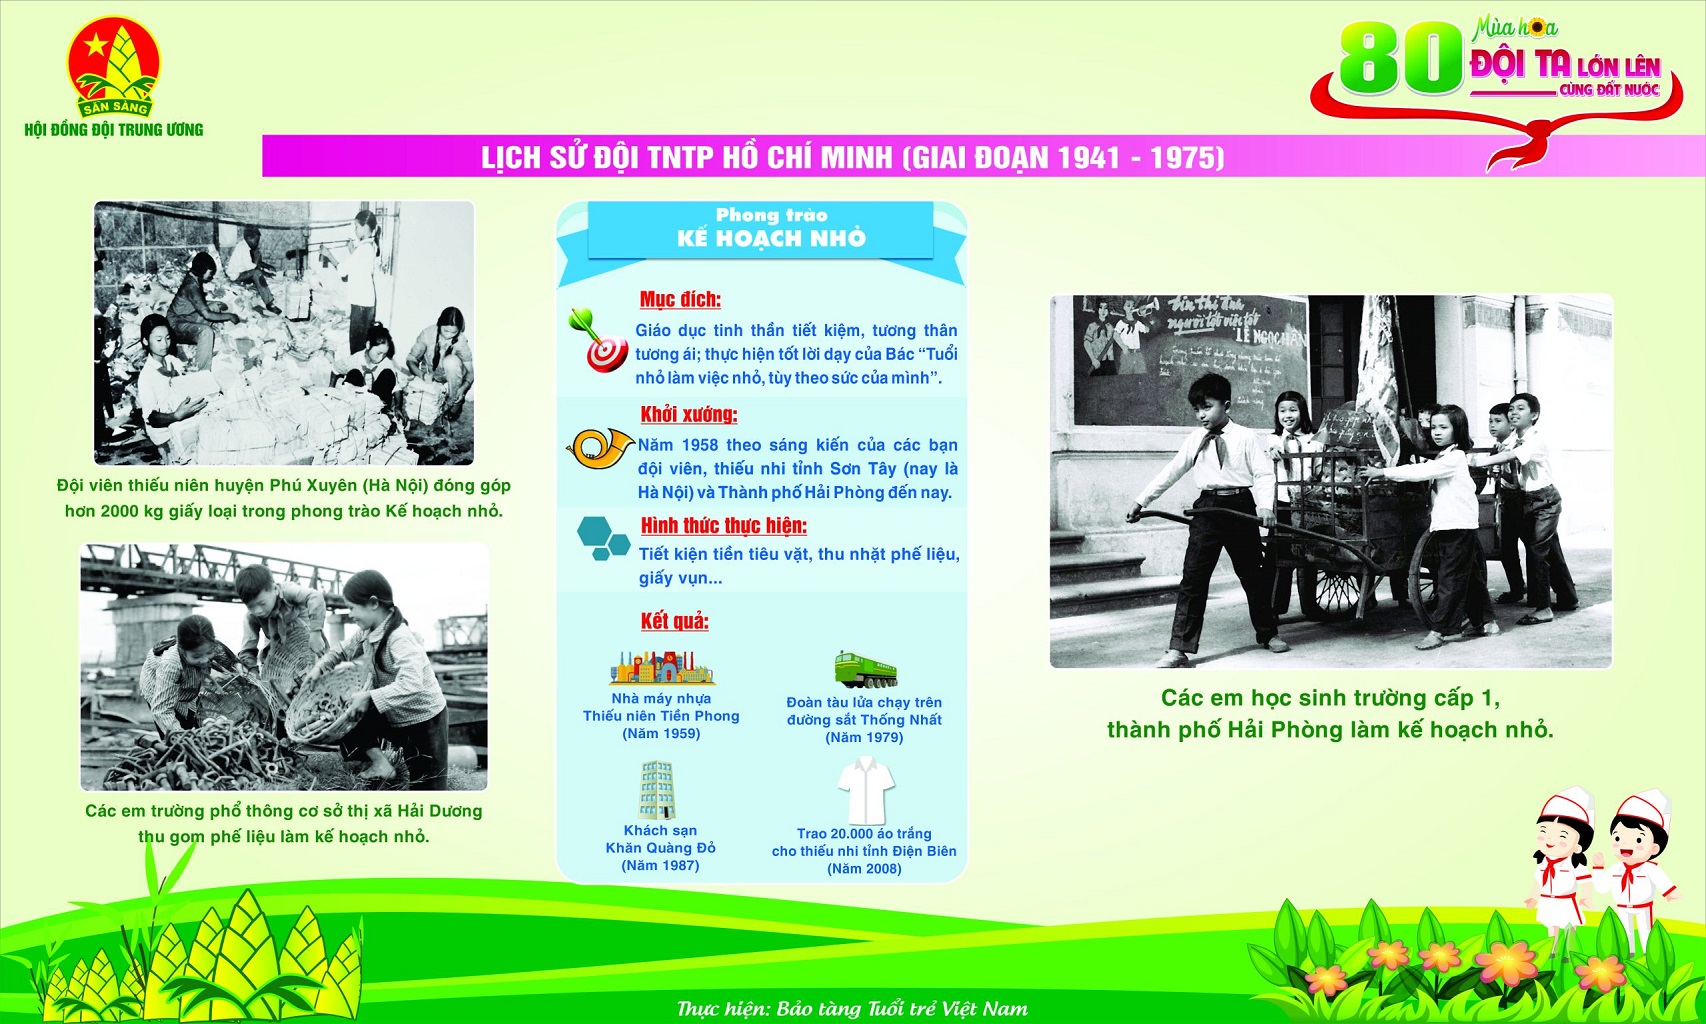 SẴN SÀNG
HỘI ĐỒNG ĐỘI TRUNG ƯƠNG
80 Mùa hoa
ĐỘI TA LỚN LÊN
CÙNG ĐẤT NƯỚC
LỊCH SỬ ĐỘI TNTP HỒ CHÍ MINH (GIAI ĐOẠN 1941 - 1975)
Đội viên thiếu niên huyện Phú Xuyên (Hà Nội) đóng góp
hơn 2000 kg giấy loại trong phong trào Kế hoạch nhỏ.
Các em trường phổ thông cơ sở thị xã Hải Dương
thu gom phế liệu làm kế hoạch nhỏ.
Phong trào
KẾ HOẠCH NHỎ
Mục đích:
Giáo dục tinh thần tiết kiệm, tương thân
tương ái; thực hiện tốt lời dạy của Bác “Tuổi
nhỏ làm việc nhỏ, tùy theo sức của mình”.
Khởi xướng:
Năm 1958 theo sáng kiến của các bạn
đội viên, thiếu nhi tỉnh Sơn Tây (nay là
Hà Nội) và Thành phố Hải Phòng đến nay.
Hình thức thực hiện:
Tiết kiện tiền tiêu vặt, thu nhặt phế liệu,
giấy vụn...
Kết quả:
Nhà máy nhựa
Thiếu niên Tiền Phong
(Năm 1959)
Đoàn tàu lửa chạy trên
đường sắt Thống Nhất
(Năm 1979)
Khách sạn
Khăn Quàng Đỏ
(Năm 1987)
Trao 20.000 áo trắng
cho thiếu nhi tỉnh Điện Biên
(Năm 2008)
người tốt việc tốt
LÊ NGỌC HÂN
Các em học sinh trường cấp 1,
thành phố Hải Phòng làm kế hoạch nhỏ.
Thực hiện: Bảo tàng Tuổi trẻ Việt Nam